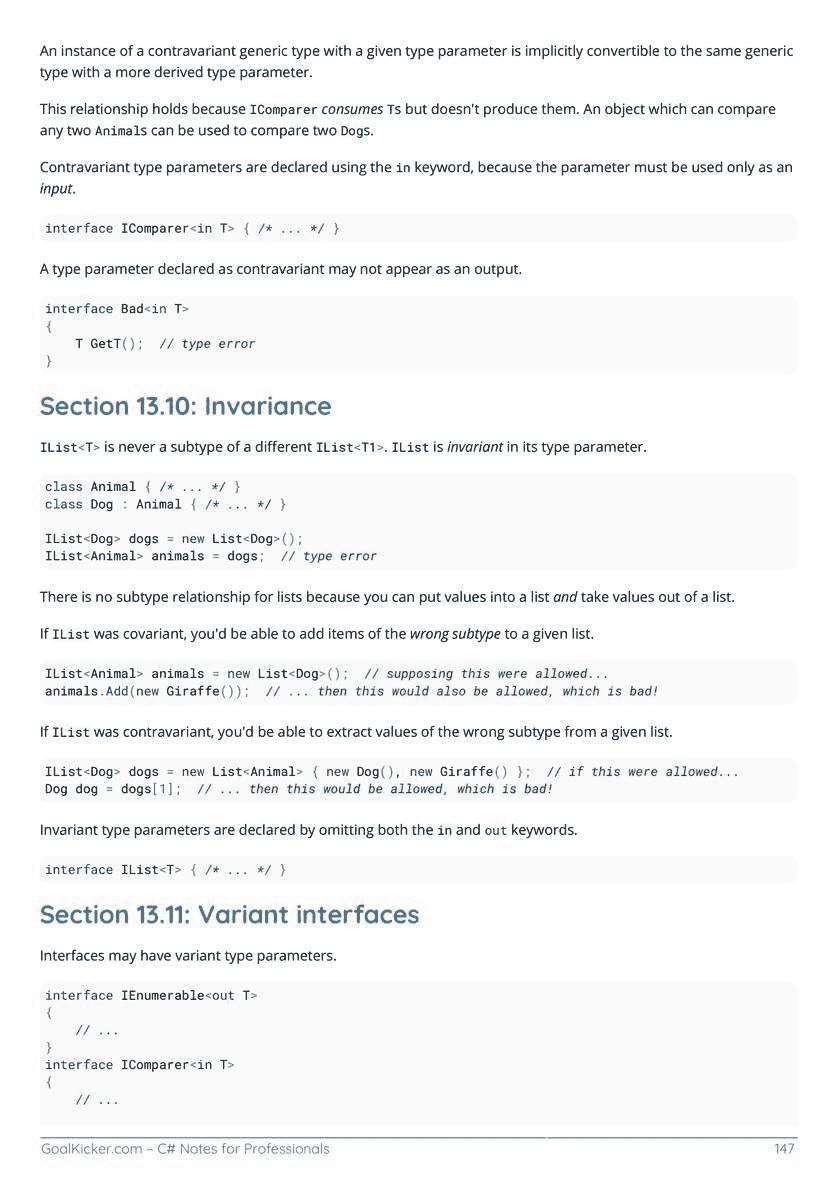 An instance of a contravariant generic type with a given type parameter is implicitly convertible to the same generic
type with a more derived type parameter.
This relationship holds because IComparer consumes Ts but doesn't produce them. An object which can compare
any two Animals can be used to compare two Dogs.
Contravariant type parameters are declared using the in keyword, because the parameter must be used only as an
input.
interface IComparer<in T> { /* ... */ }
A type parameter declared as contravariant may not appear as an output.
interface Bad<in T>
{
    T GetT();  // type error
}
Section 13.10: Invariance
IList<T> is never a subtype of a different IList<T1>. IList is invariant in its type parameter.
class Animal { /* ... */ }
class Dog : Animal { /* ... */ }
IList<Dog> dogs = new List<Dog>();
IList<Animal> animals = dogs;  // type error
There is no subtype relationship for lists because you can put values into a list and take values out of a list.
If IList was covariant, you'd be able to add items of the wrong subtype to a given list.
IList<Animal> animals = new List<Dog>();  // supposing this were allowed...
animals.Add(new Giraffe());  // ... then this would also be allowed, which is bad!
If IList was contravariant, you'd be able to extract values of the wrong subtype from a given list.
IList<Dog> dogs = new List<Animal> { new Dog(), new Giraffe() };  // if this were allowed...
Dog dog = dogs[1];  // ... then this would be allowed, which is bad!
Invariant type parameters are declared by omitting both the in and out keywords.
interface IList<T> { /* ... */ }
Section 13.11: Variant interfaces
Interfaces may have variant type parameters.
interface IEnumerable<out T>
{
    // ...
}
interface IComparer<in T>
{
    // ...
GoalKicker.com – C# Notes for Professionals 147